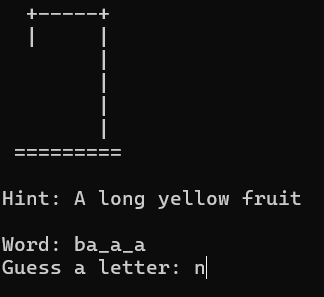 +-----+
|     |
      |
      |
      |
      |
=========
Hint: A long yellow fruit
Word: ba_a_a
Guess a letter: n